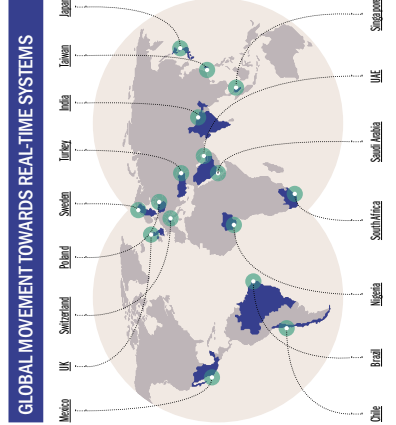 GLOBAL MOVEMENT TOWARDS REAL-TIME SYSTEMS
Mexico
UK
Switzerland
Poland
Sweden
Turkey
India
Taiwan
Japan
Chile
Brazil
Nigeria
South Africa
Saudi Arabia
UAE
Singapore